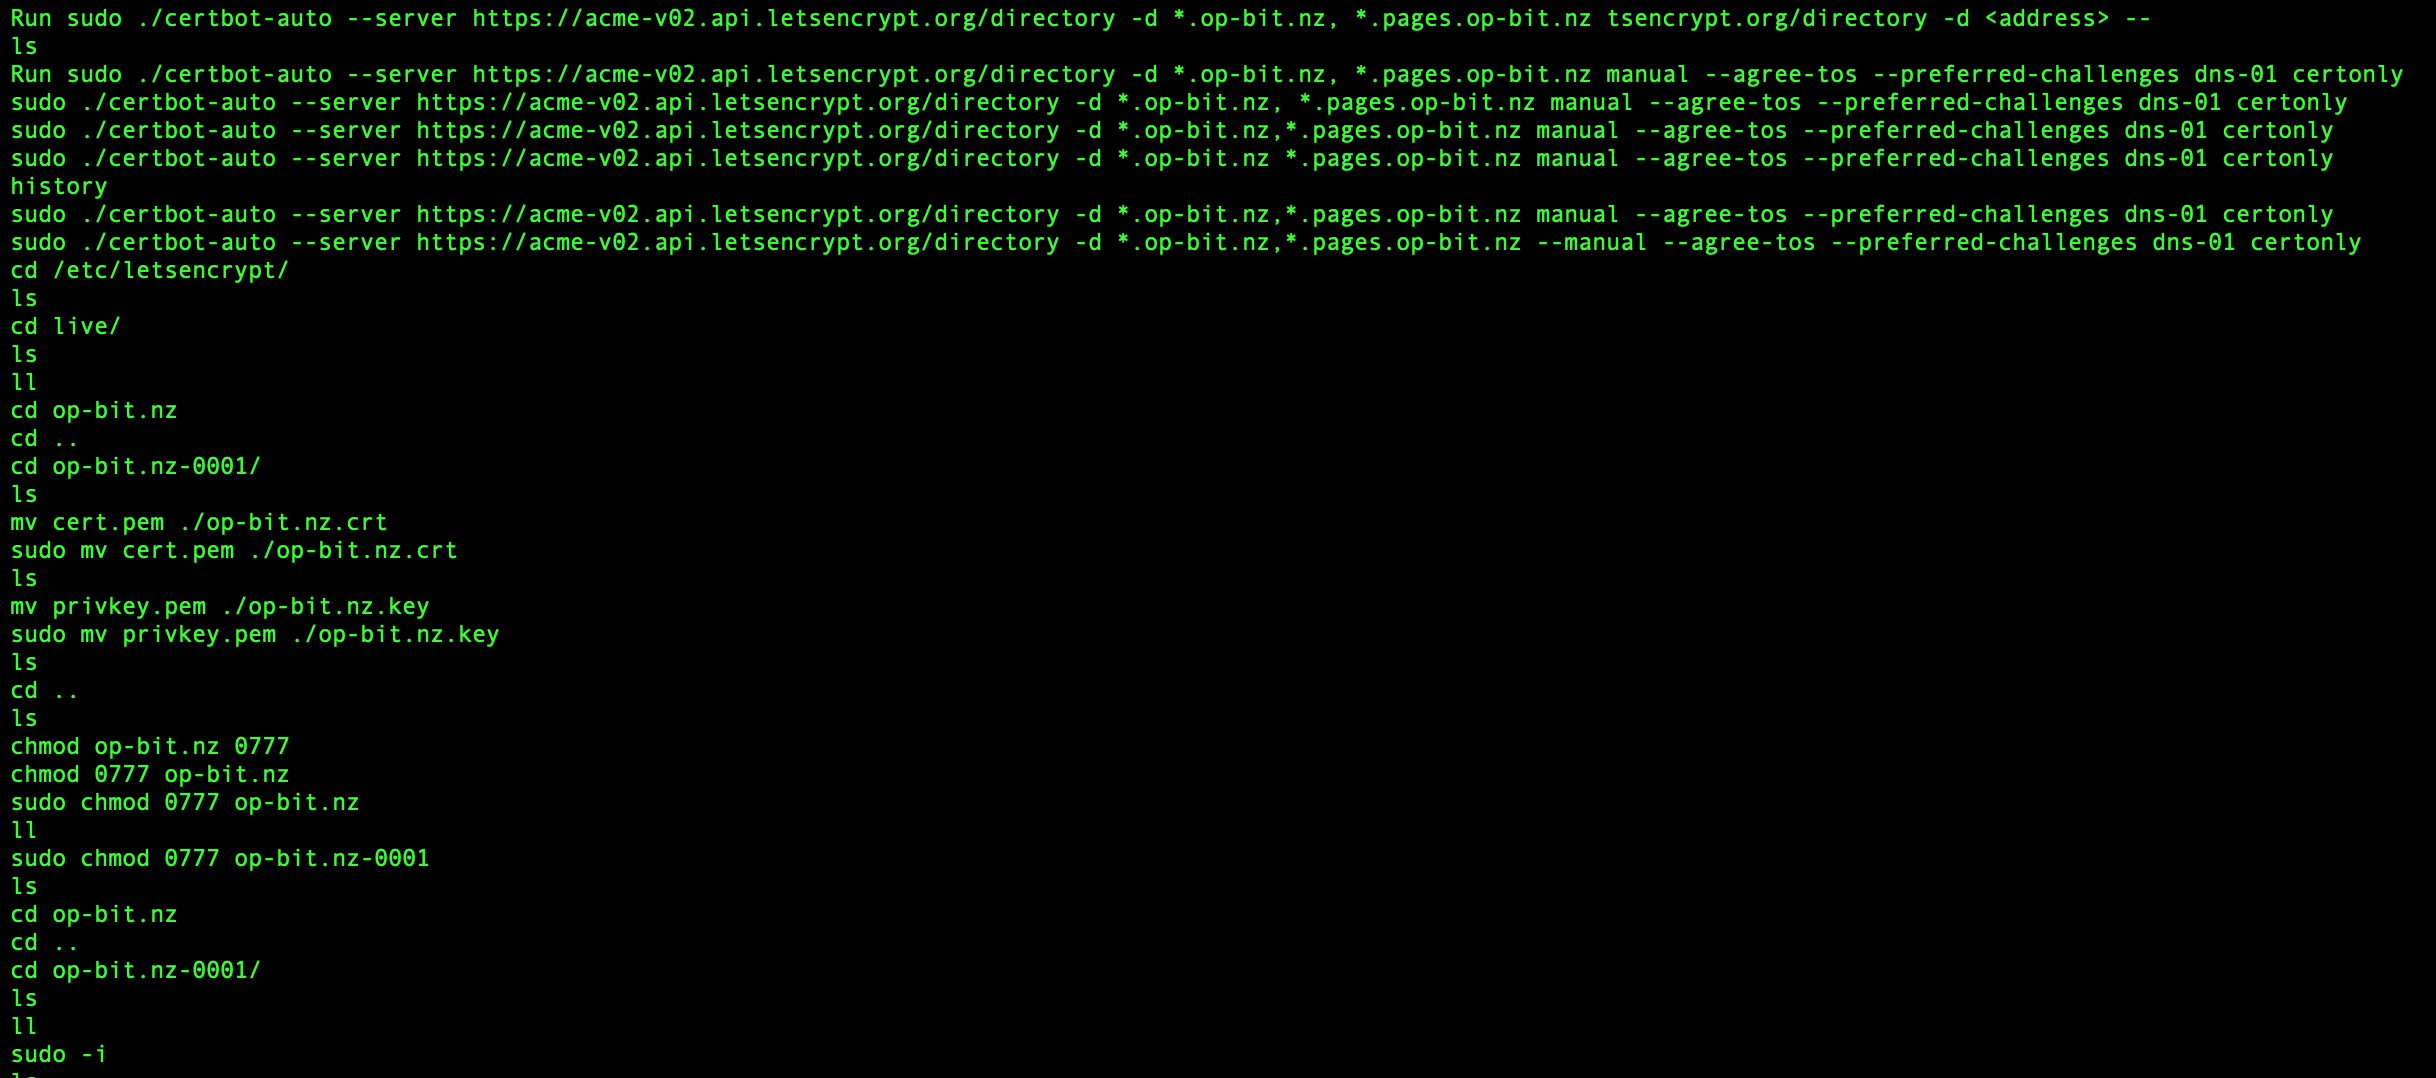 Run sudo ./certbot-auto --server https://acme-v02.api.letsencrypt.org/directory -d *.op-bit.nz, *.pages.op-bit.nz tsencrypt.org/directory -d <address> --
ls
Run sudo ./certbot-auto --server https://acme-v02.api.letsencrypt.org/directory -d *.op-bit.nz, *.pages.op-bit.nz manual --agree-tos --preferred-challenges dns-01 certonly
sudo ./certbot-auto --server https://acme-v02.api.letsencrypt.org/directory -d *.op-bit.nz, *.pages.op-bit.nz manual --agree-tos --preferred-challenges dns-01 certonly
sudo ./certbot-auto --server https://acme-v02.api.letsencrypt.org/directory -d *.op-bit.nz,*.pages.op-bit.nz manual --agree-tos --preferred-challenges dns-01 certonly
sudo ./certbot-auto --server https://acme-v02.api.letsencrypt.org/directory -d *.op-bit.nz *.pages.op-bit.nz manual --agree-tos --preferred-challenges dns-01 certonly
history
sudo ./certbot-auto --server https://acme-v02.api.letsencrypt.org/directory -d *.op-bit.nz,*.pages.op-bit.nz manual --agree-tos --preferred-challenges dns-01 certonly
sudo ./certbot-auto --server https://acme-v02.api.letsencrypt.org/directory -d *.op-bit.nz,*.pages.op-bit.nz --manual --agree-tos --preferred-challenges dns-01 certonly
cd /etc/letsencrypt/
ls
cd live/
ls
ll
cd op-bit.nz
cd ..
cd op-bit.nz-0001/
ls
mv cert.pem ./op-bit.nz.crt
sudo mv cert.pem ./op-bit.nz.crt
ls
mv privkey.pem ./op-bit.nz.key
sudo mv privkey.pem ./op-bit.nz.key
ls
cd ..
ls
chmod op-bit.nz 0777
chmod 0777 op-bit.nz
sudo chmod 0777 op-bit.nz
ll
sudo chmod 0777 op-bit.nz-0001
ls
cd op-bit.nz
cd ..
cd op-bit.nz-0001/
ls
ll
sudo -i